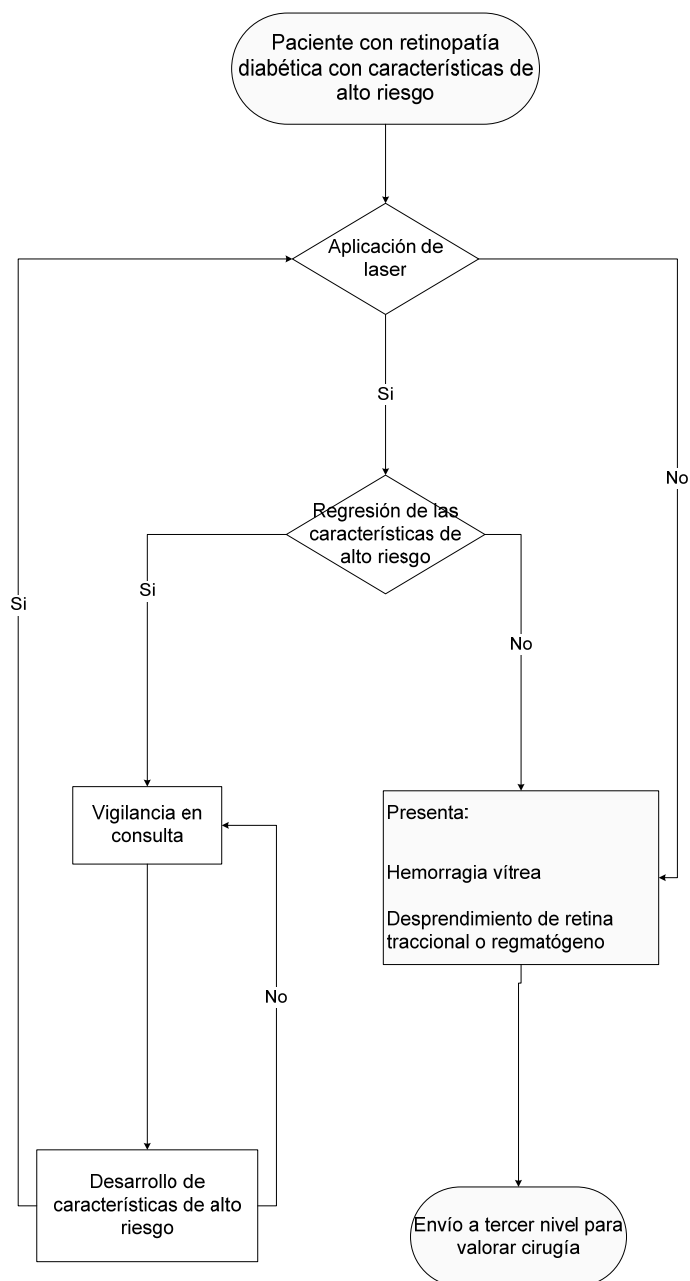 Paciente con retinopatía
diabética con características de
alto riesgo
Aplicación de
laser
Si
No
Regresión de las
características de
alto riesgo
Si
Si
No
Vigilancia en
consulta
Presenta:
Hemorragia vítrea
Desprendimiento de retina
traccional o regmatógeno
No
Desarrollo de
características de alto
riesgo
Envío a tercer nivel para
valorar cirugía